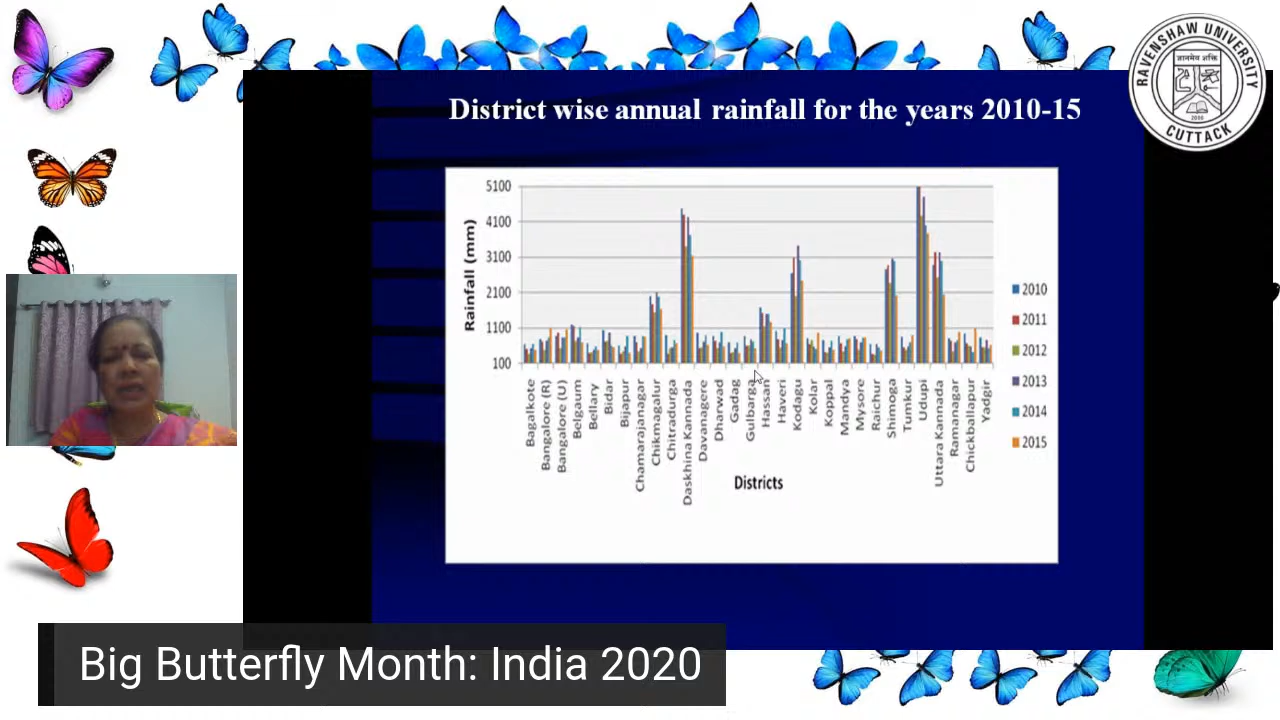 RAVENSHAW UNIVERSITY
ज्ञानमेव शक्ति
2006
CUTTACK
District wise annual rainfall for the years 2010-15
Rainfall (mm)
5100
4100
3100
2100
1100
100
Bagalkote
Bangalore (R)
Bangalore (U)
Belgaum
Bellary
Bidar
Bijapur
Chamarajanagar
Chikmagalur
Chitradurga
Daskhina Kannada
Davanagere
Dharwad
Gadag
Gulbarga
Hassan
Haveri
Kodagu
Kolar
Koppal
Mandya
Mysore
Raichur
Shimoga
Tumkur
Udupi
Uttara Kannada
Ramanagar
Chickballapur
Yadgir
Districts
2010
2011
2012
2013
2014
2015
Big Butterfly Month: India 2020